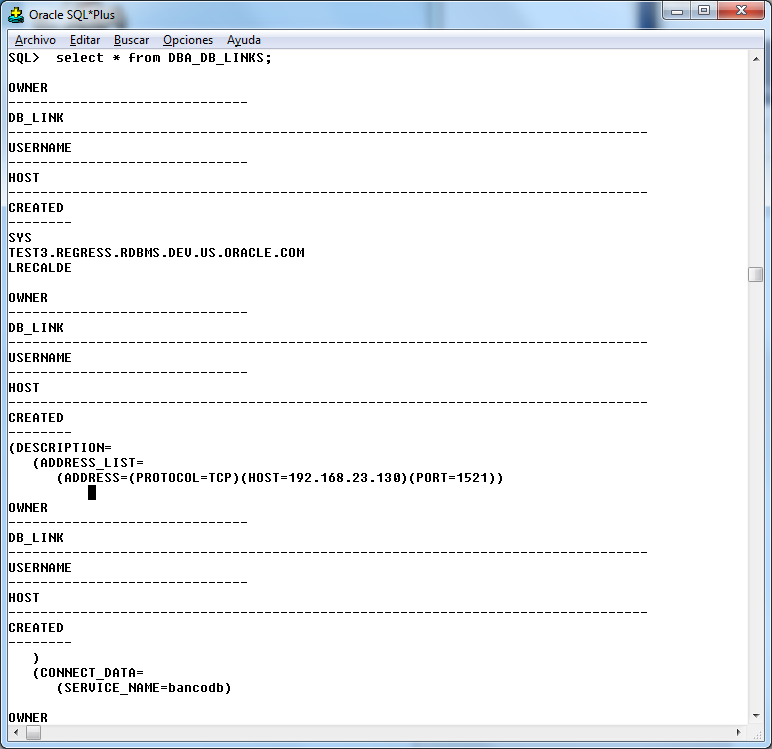 Oracle SQL*Plus
Archivo Editar Buscar Opciones Ayuda
SQL>  select * from DBA_DB_LINKS;
OWNER
------------------------------
DB_LINK
--------------------------------------------------------------------------------
USERNAME
------------------------------
HOST
--------------------------------------------------------------------------------
CREATED
--------
SYS
TEST3.REGRESS.RDBMS.DEV.US.ORACLE.COM
LRECALDE
OWNER
------------------------------
DB_LINK
--------------------------------------------------------------------------------
USERNAME
------------------------------
HOST
--------------------------------------------------------------------------------
CREATED
--------
(DESCRIPTION=
   (ADDRESS_LIST=
      (ADDRESS=(PROTOCOL=TCP)(HOST=192.168.23.130)(PORT=1521))
OWNER
------------------------------
DB_LINK
--------------------------------------------------------------------------------
USERNAME
------------------------------
HOST
--------------------------------------------------------------------------------
CREATED
--------
   )
   (CONNECT_DATA=
      (SERVICE_NAME=bancodb)
OWNER